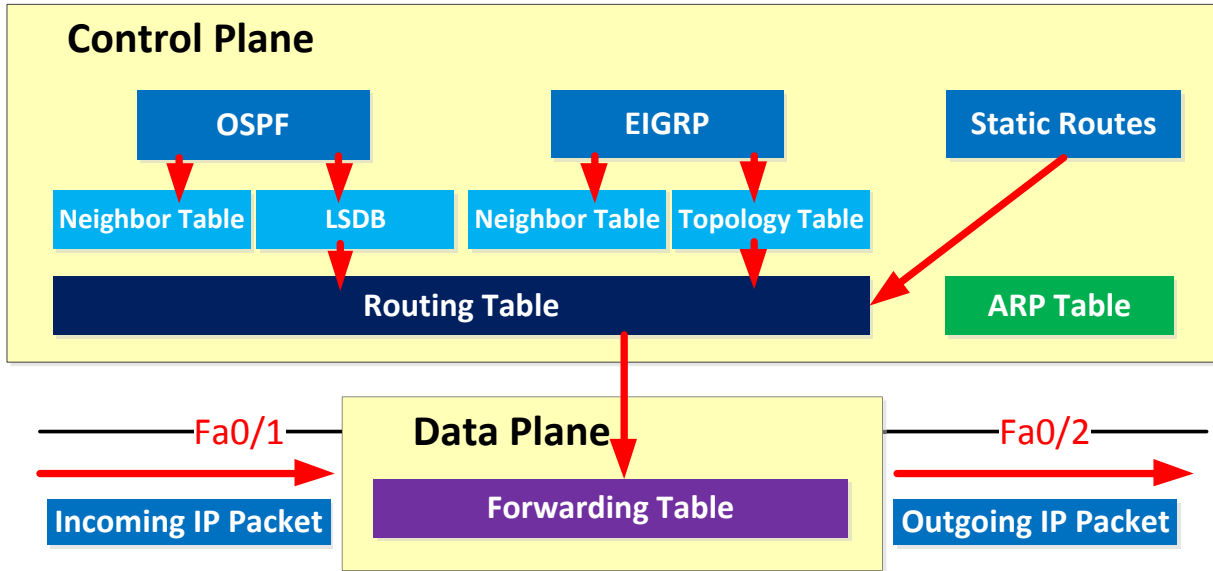 Control Plane
OSPF
EIGRP
Static Routes
Neighbor Table
LSDB
Neighbor Table
Topology Table
Routing Table
ARP Table
Fa0/1
Data Plane
Fa0/2
Incoming IP Packet
Forwarding Table
Outgoing IP Packet